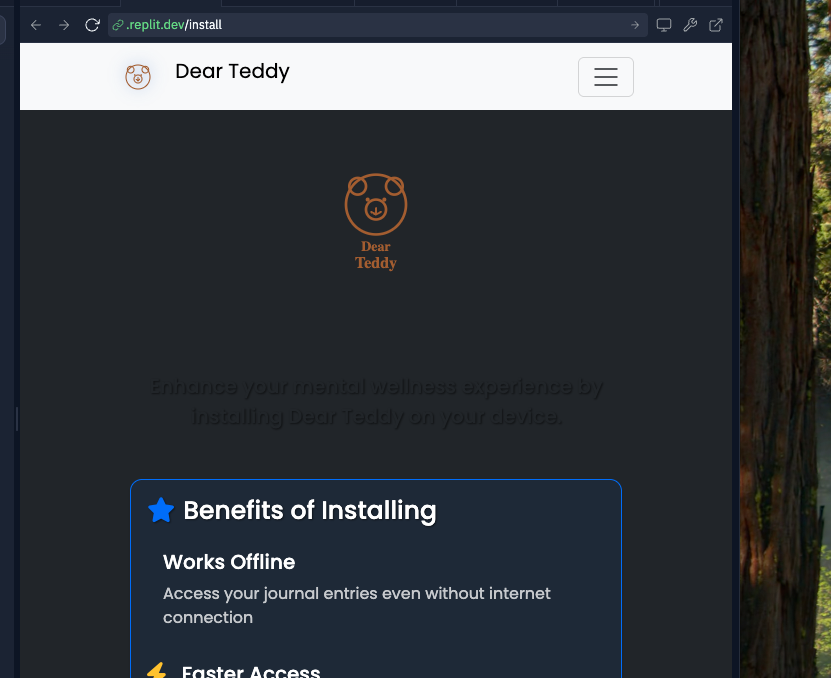 .replit.dev/install
Dear Teddy
Dear
Teddy
Enhance your mental wellness experience by
installing Dear Teddy on your device.
Benefits of Installing
Works Offline
Access your journal entries even without internet
connection
Faster Access